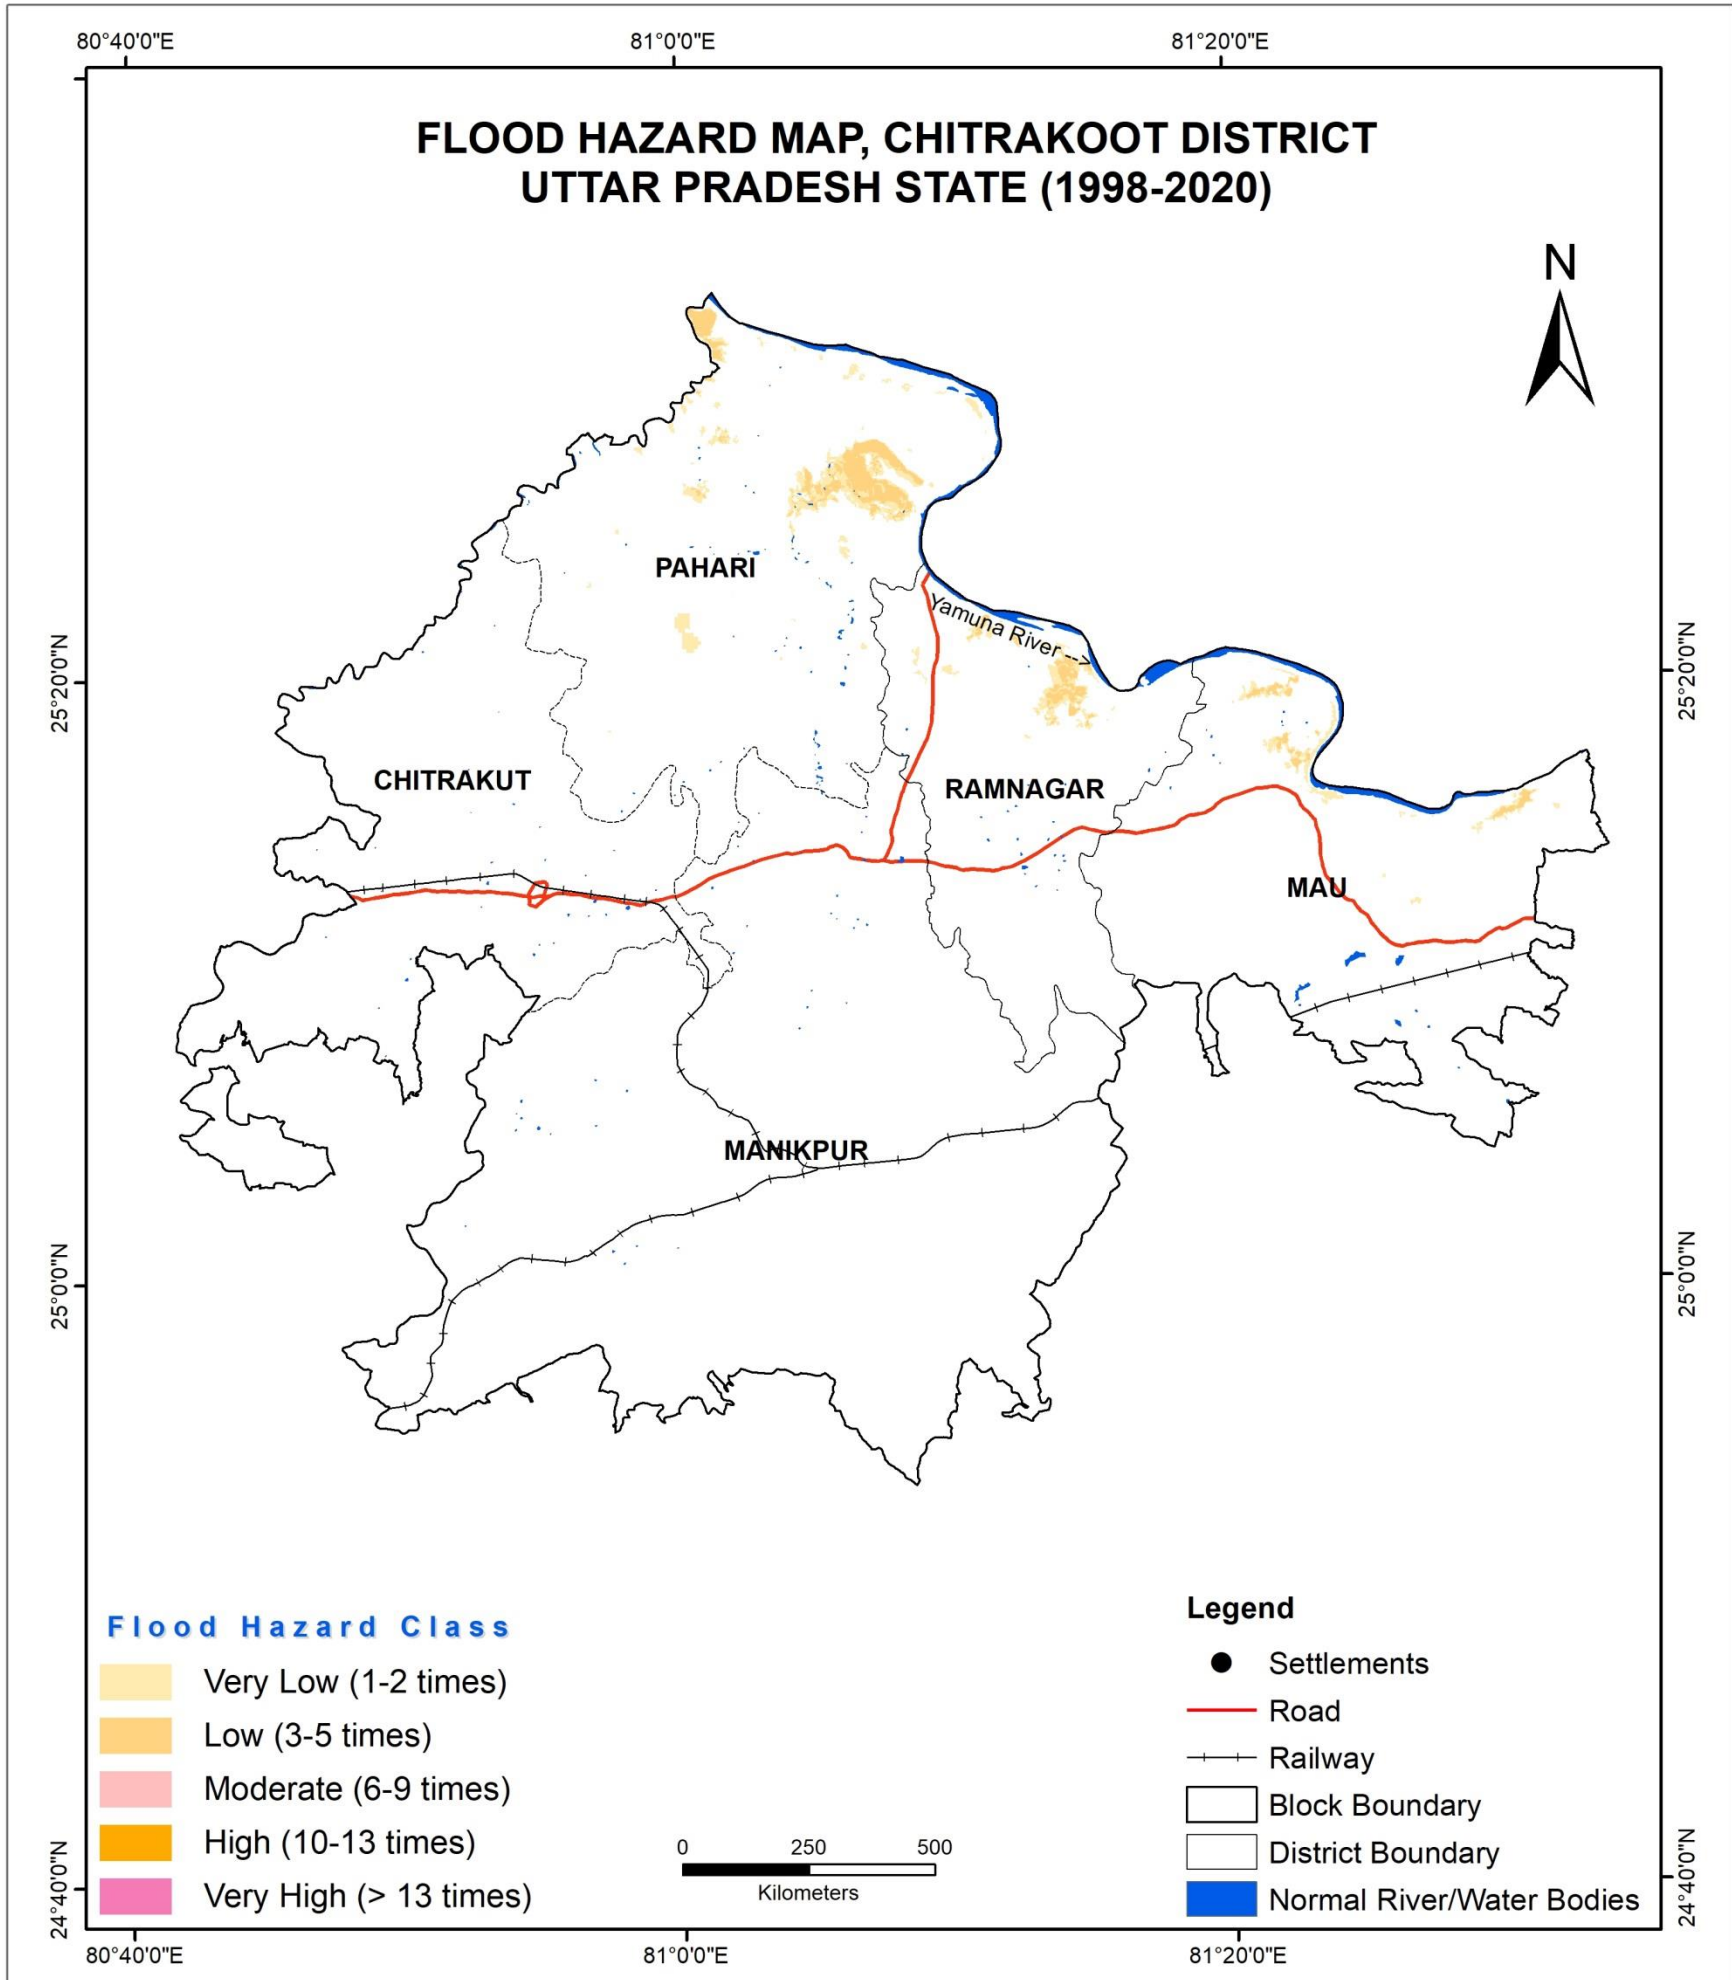 80°40'0"E
81°0'0"E
81°20'0"E
FLOOD HAZARD MAP, CHITRAKOOT DISTRICT
UTTAR PRADESH STATE (1998-2020)
N
PAHARI
Yamuna River -->
25°20'0"N
25°20'0"N
CHITRAKUT
RAMNAGAR
MAU
MANIKPUR
25°0'0"N
25°0'0"N
Flood Hazard Class
Very Low (1-2 times)
Low (3-5 times)
Moderate (6-9 times)
High (10-13 times)
Very High (> 13 times)
0 250 500
Kilometers
Legend
Settlements
Road
Railway
Block Boundary
District Boundary
Normal River/Water Bodies
24°40'0"N
24°40'0"N
80°40'0"E
81°0'0"E
81°20'0"E